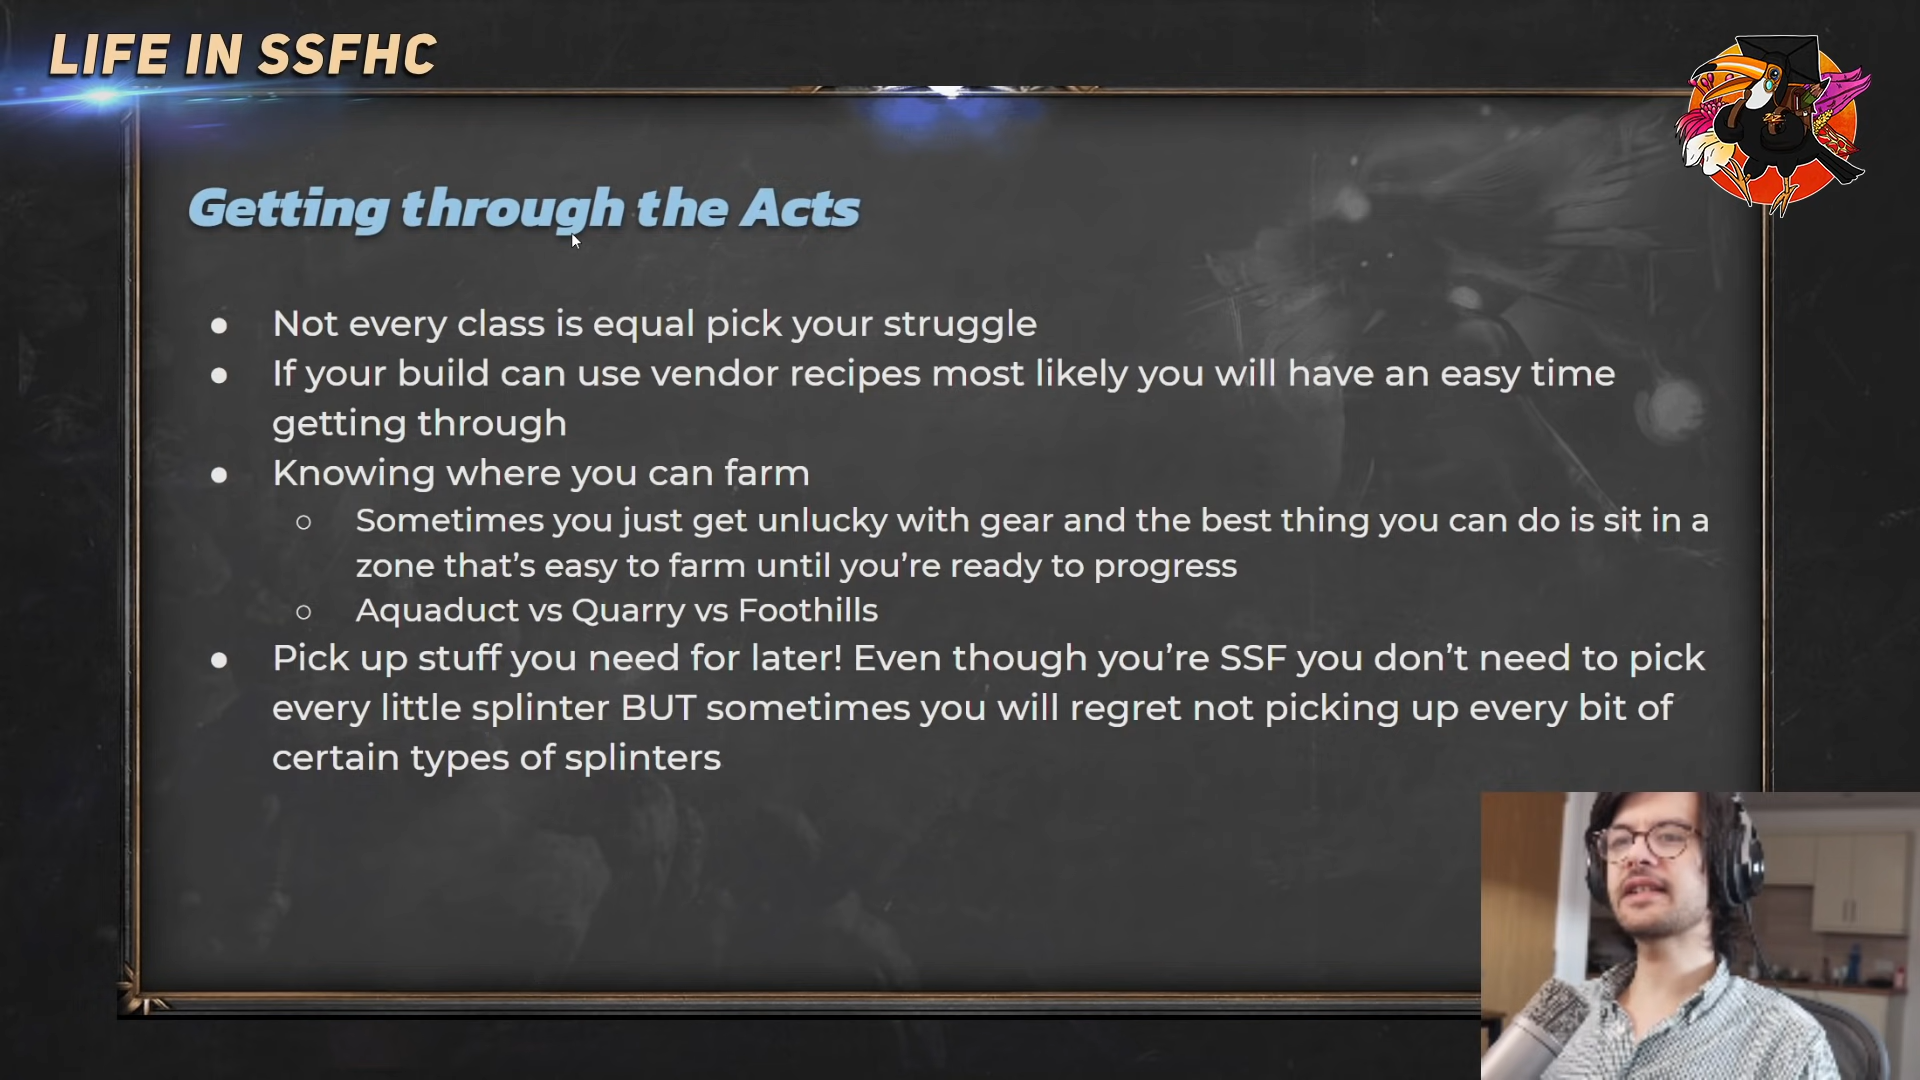 LIFE IN SSFHC
Getting through the Acts
● Not every class is equal pick your struggle
● If your build can use vendor recipes most likely you will have an easy time
getting through
● Knowing where you can farm
○ Sometimes you just get unlucky with gear and the best thing you can do is sit in a
zone that’s easy to farm until you’re ready to progress
○ Aquaduct vs Quarry vs Foothills
● Pick up stuff you need for later! Even though you’re SSF you don’t need to pick
every little splinter BUT sometimes you will regret not picking up every bit of
certain types of splinters